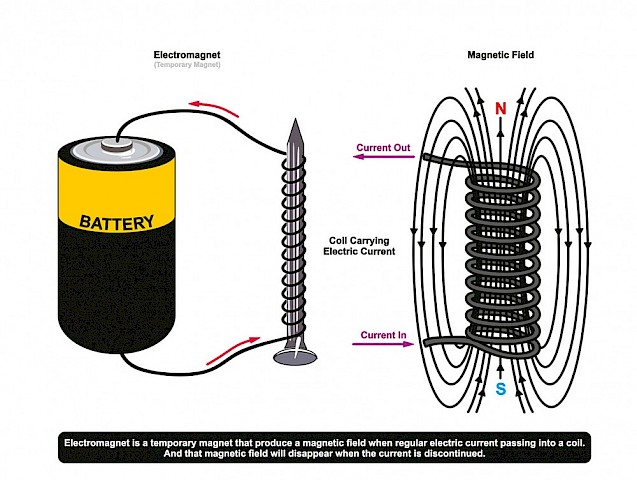 Electromagnet
(Temporary Magnet)
Magnetic Field
BATTERY
N
Current Out
Coil Carrying
Electric Current
Current In
S
Electromagnet is a temporary magnet that produce a magnetic field when regular electric current passing into a coil.
And that magnetic field will disappear when the current is discontinued.